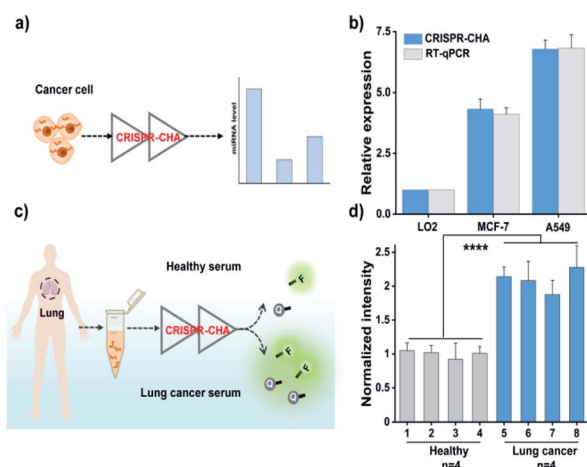 a)
Cancer cell
CRISPR-CHA
miRNA level
b)
CRISPR-CHA
RT-qPCR
Relative expression
7.5
5.0
2.5
0.0
LO2 MCF-7 A549
c)
Lung
Healthy serum
CRISPR-CHA
F
Q
F
F
Q
Q
Q
F
Lung cancer serum
d)
****
Normalized intensity
2.5
2
1.5
1
0.5
0
1 2 3 4 5 6 7 8
Healthy Lung cancer
n=4 n=4